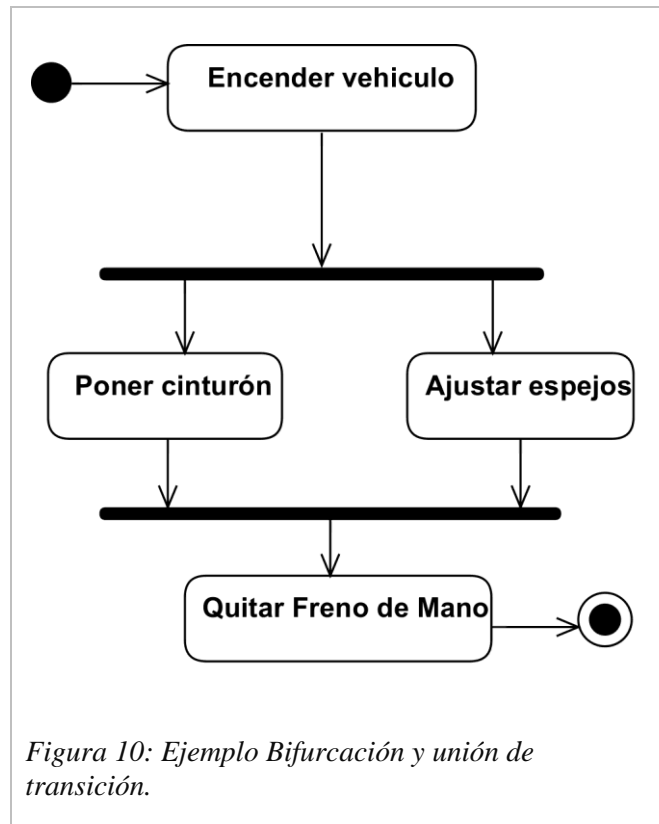 Encender vehiculo
Poner cinturón
Ajustar espejos
Quitar Freno de Mano
Figura 10: Ejemplo Bifurcación y unión de
transición.